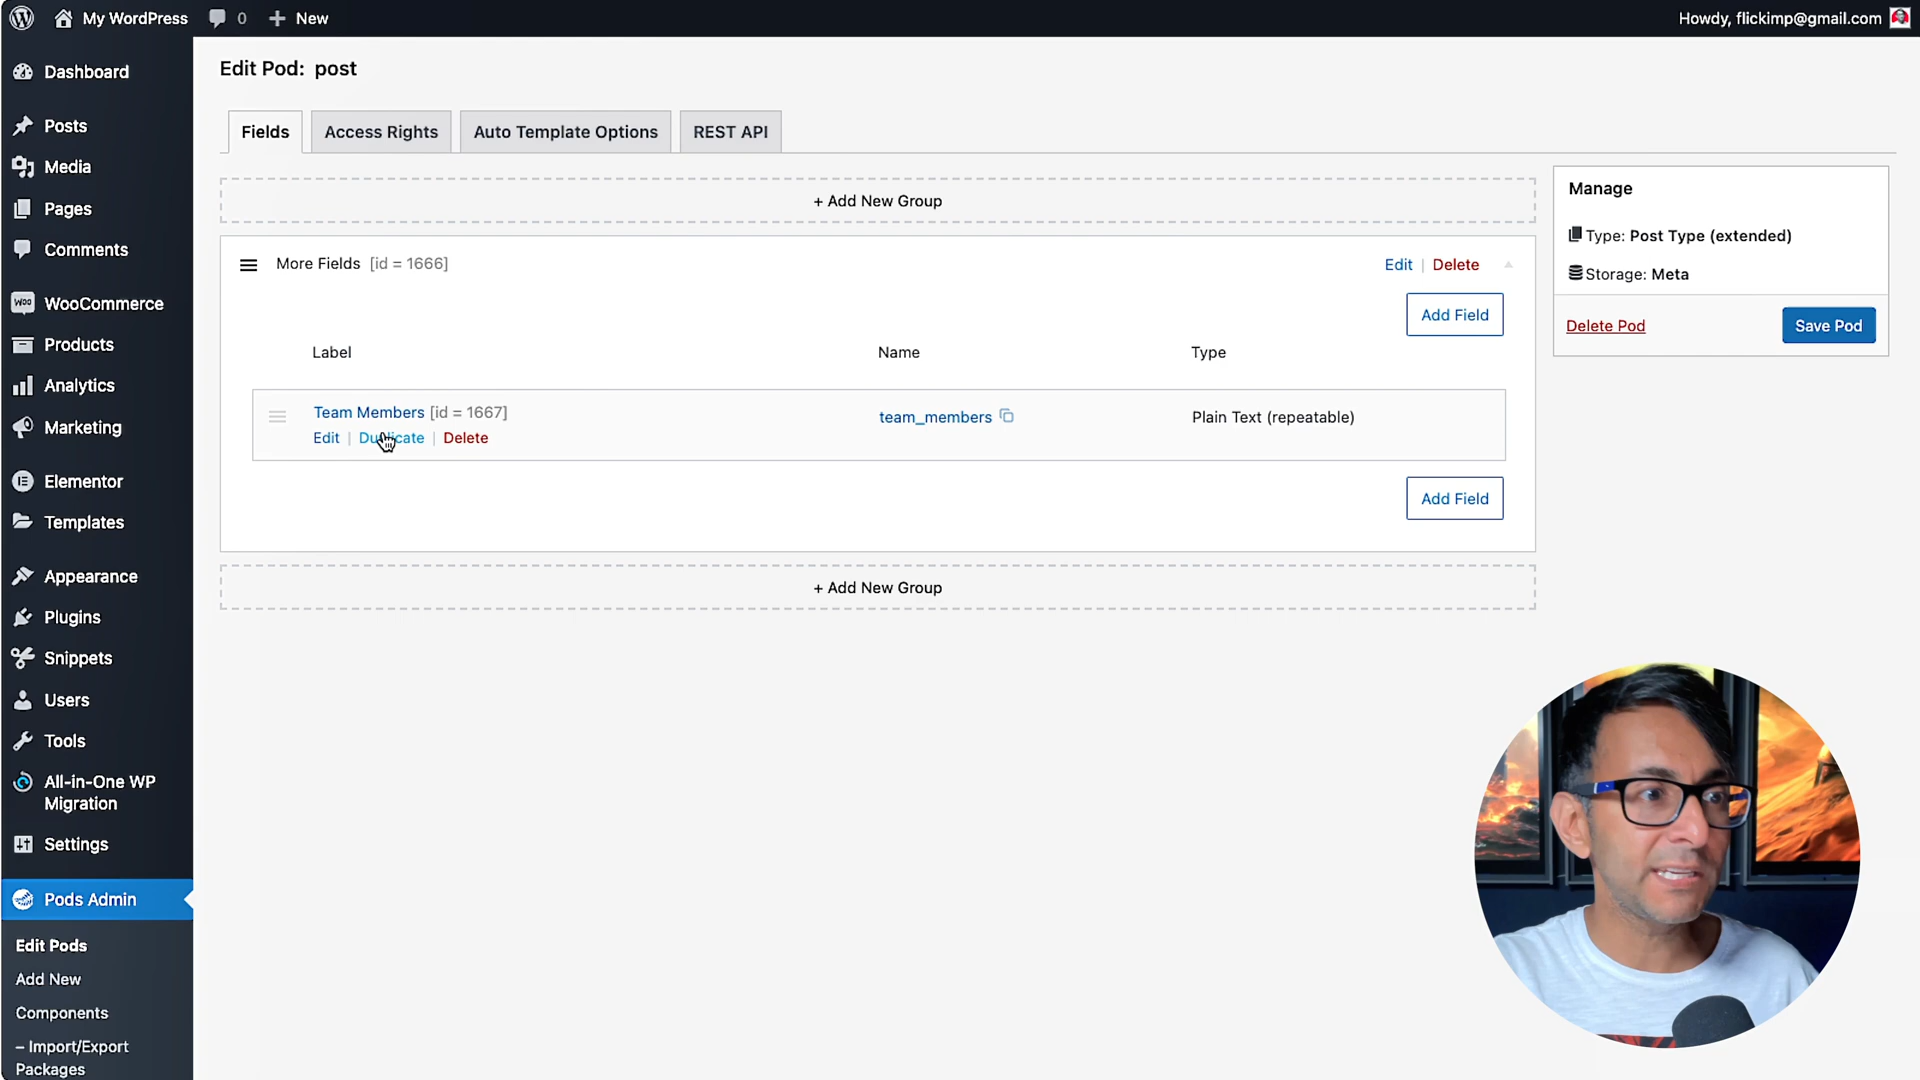 My WordPress
0
New
Howdy, flickimp@gmail.com
Dashboard
Posts
Media
Pages
Comments
WooCommerce
Products
Analytics
Marketing
Elementor
Templates
Appearance
Plugins
Snippets
Users
Tools
All-in-One WP
Migration
Settings
Pods Admin
Edit Pods
Add New
Components
– Import/Export
Packages
Edit Pod: post
Fields
Access Rights
Auto Template Options
REST API
+ Add New Group
More Fields [id = 1666]
Edit | Delete
Add Field
Label
Name
Type
Team Members [id = 1667]
Edit | Duplicate | Delete
team_members
Plain Text (repeatable)
Add Field
+ Add New Group
Manage
Type: Post Type (extended)
Storage: Meta
Delete Pod
Save Pod